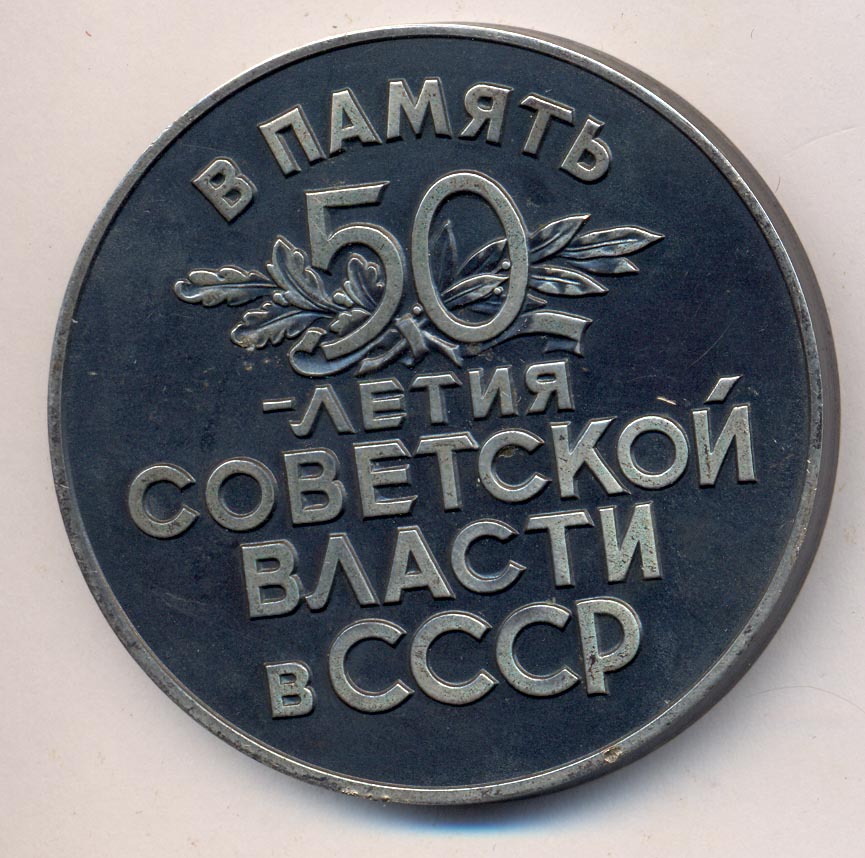 В ПАМЯТЬ
50
-ЛЕТИЯ
СОВЕТСКОЙ
ВЛАСТИ
в СССР